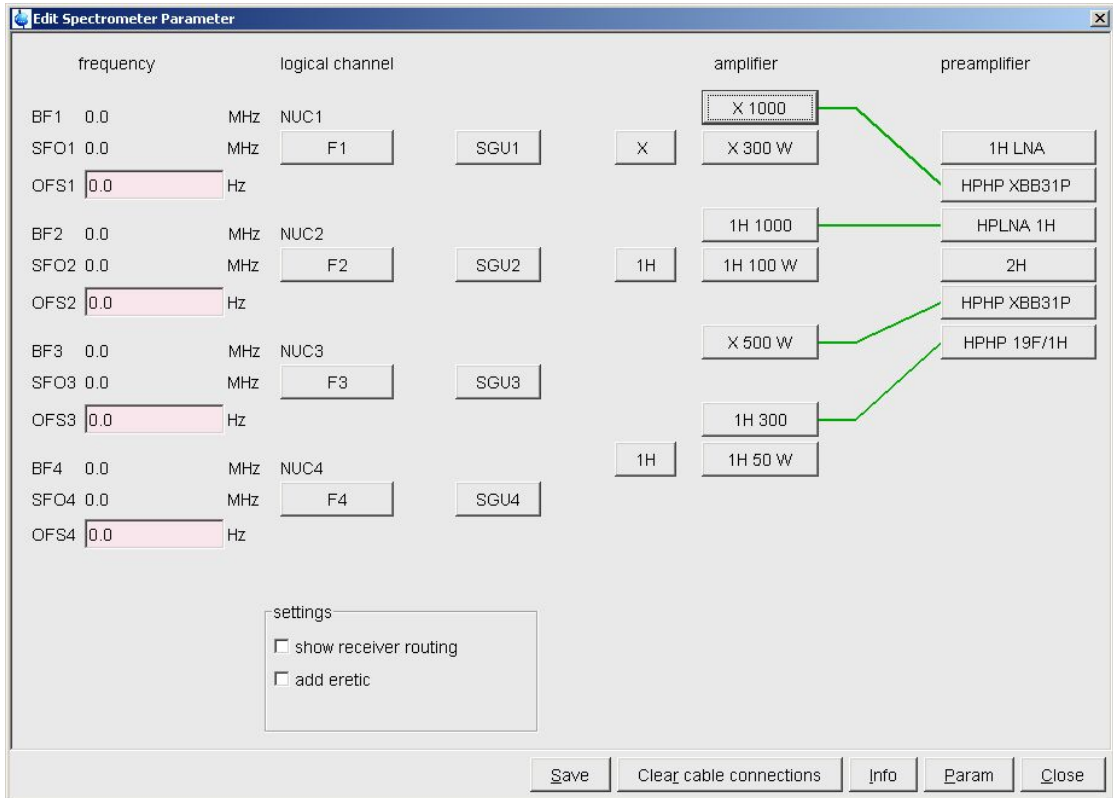 Edit Spectrometer Parameter
frequency logical channel amplifier preamplifier
X 1000
BF1 0.0 MHz NUC1
SFO1 0.0 MHz F1 SGU1 X X 300 W 1H LNA
OFS1 0.0 Hz HPHP XBB31P
1H 1000 HPLNA 1H
BF2 0.0 MHz NUC2
SFO2 0.0 MHz F2 SGU2 1H 1H 100 W 2H
OFS2 0.0 Hz HPHP XBB31P
X 500 W HPHP 19F/1H
BF3 0.0 MHz NUC3
SFO3 0.0 MHz F3 SGU3
OFS3 0.0 Hz 1H 300
BF4 0.0 MHz NUC4 1H 1H 50 W
SFO4 0.0 MHz F4 SGU4
OFS4 0.0 Hz
settings
show receiver routing
add eretic
Save Clear cable connections Info Param Close